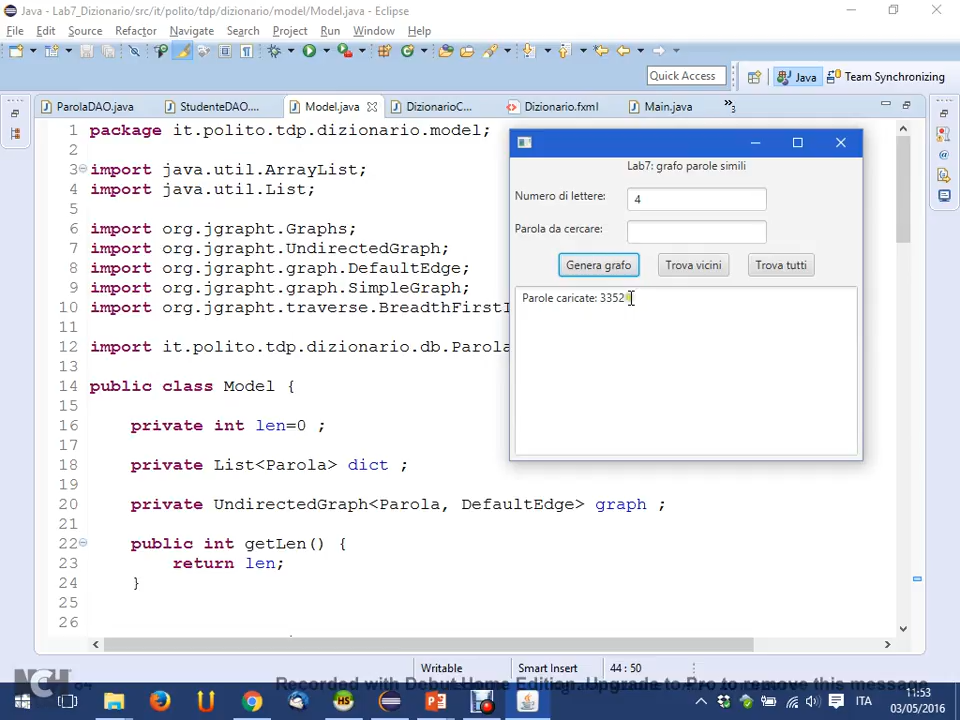 Java - Lab7_Dizionario/src/it/polito/tdp/dizionario/model/Model.java - Eclipse
File Edit Source Refactor Navigate Search Project Run Window Help
Quick Access
Java
Team Synchronizing
ParolaDAO.java
StudenteDAO....
Model.java
DizionarioC...
Dizionario.fxml
Main.java
»3
1 package it.polito.tdp.dizionario.model;
2
3 import java.util.ArrayList;
4 import java.util.List;
5
6 import org.jgrapht.Graphs;
7 import org.jgrapht.UndirectedGraph;
8 import org.jgrapht.graph.DefaultEdge;
9 import org.jgrapht.graph.SimpleGraph;
10 import org.jgrapht.traverse.BreadthFirstI
11
12 import it.polito.tdp.dizionario.db.Parola
13
14 public class Model {
15
16 private int len=0 ;
17
18 private List<Parola> dict ;
19
20 private UndirectedGraph<Parola, DefaultEdge> graph ;
21
22 public int getLen() {
23 return len;
24 }
25
26
Lab7: grafo parole simili
Numero di lettere:
4
Parola da cercare:
Genera grafo
Trova vicini
Trova tutti
Parole caricate: 3352
Writable
Smart Insert
44 : 50
NCH
Recorded with Debut Home Edition. Upgrade to Pro to remove this message
ITA
11:53
03/05/2016